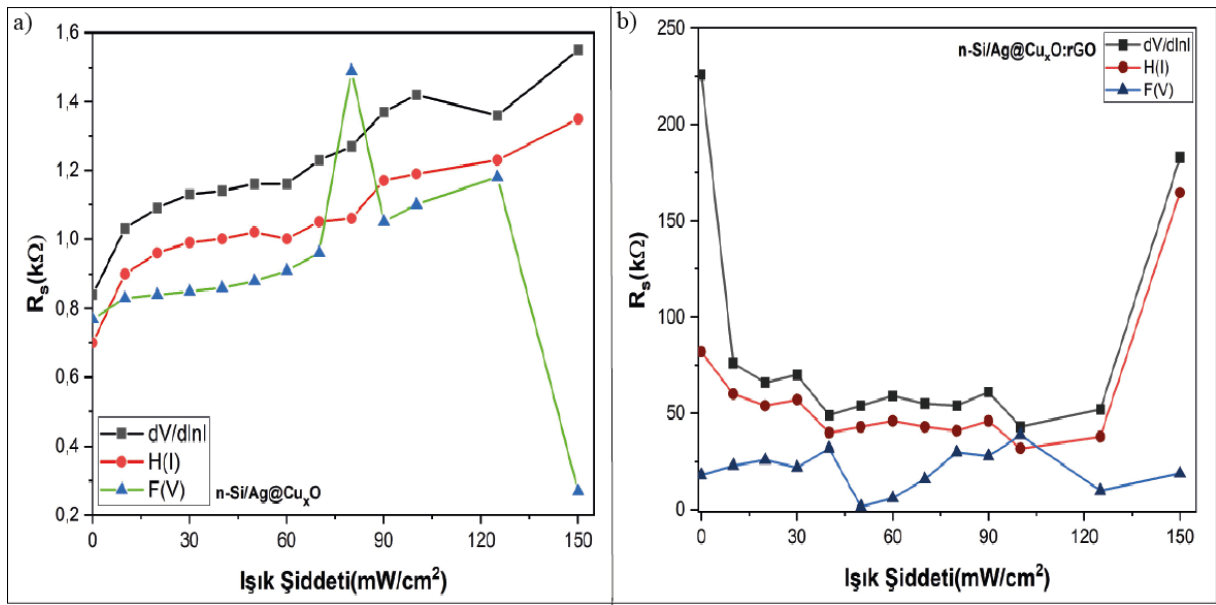 a)
1,6
1,4
1,2
1,0
0,8
0,6
0,4
0,2
Rs(kΩ)
dV/dlnI
H(I)
F(V)
n-Si/Ag@CuxO
0 30 60 90 120 150
Işık Şiddeti(mW/cm²)
b)
250
200
150
100
50
0
Rs(kΩ)
n-Si/Ag@CuxO:rGO
dV/dlnI
H(I)
F(V)
0 30 60 90 120 150
Işık Şiddeti(mW/cm²)